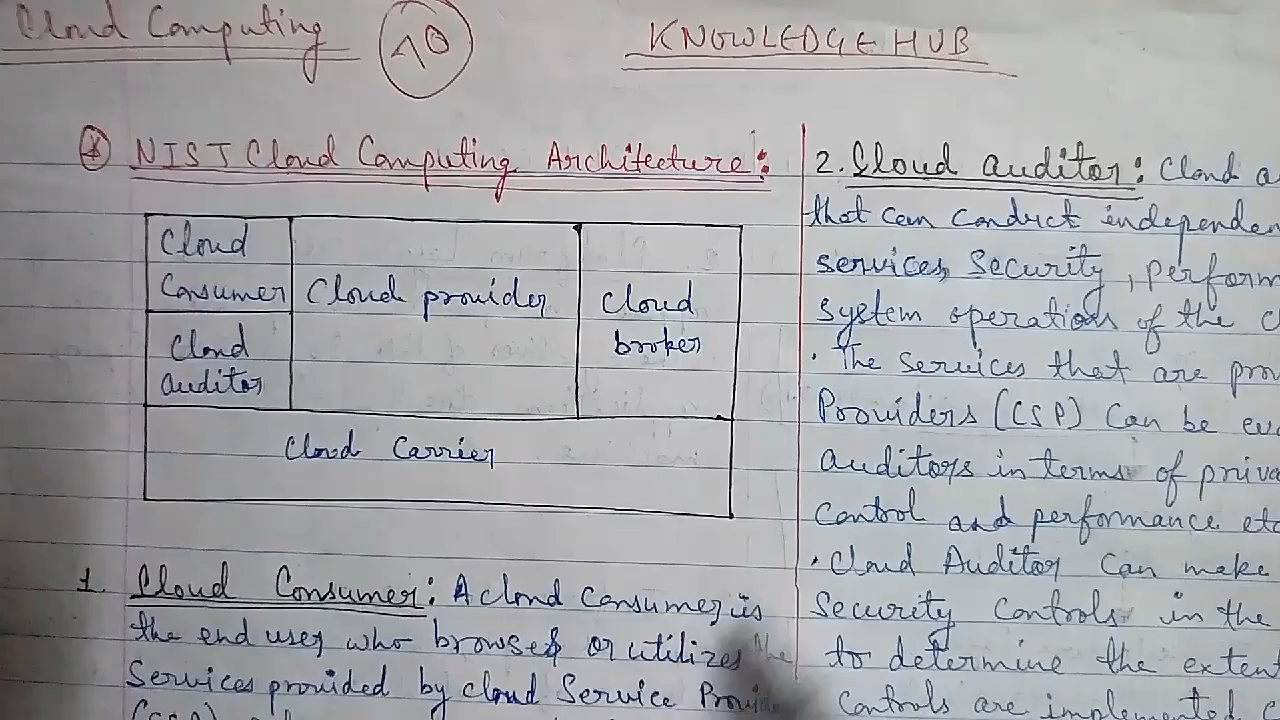 Cloud Computing
10
KNOWLEDGE HUB
NIST Cloud Computing Architecture:
Cloud
Consumer
Cloud provider
Cloud
broker
Cloud
auditor
Cloud Carrier
1. Cloud Consumer: A cloud consumer is
the end user who browses or utilizes the
Services provided by cloud Service
2. Cloud auditor: Cloud
that can conduct
services, Security, perform
system operations of the
· The services that are
Providers (CSP) Can be
auditors in terms of
Control and performance etc
· Cloud Auditor Can make
Security Controls in the
to determine the extent
Controls are implemented